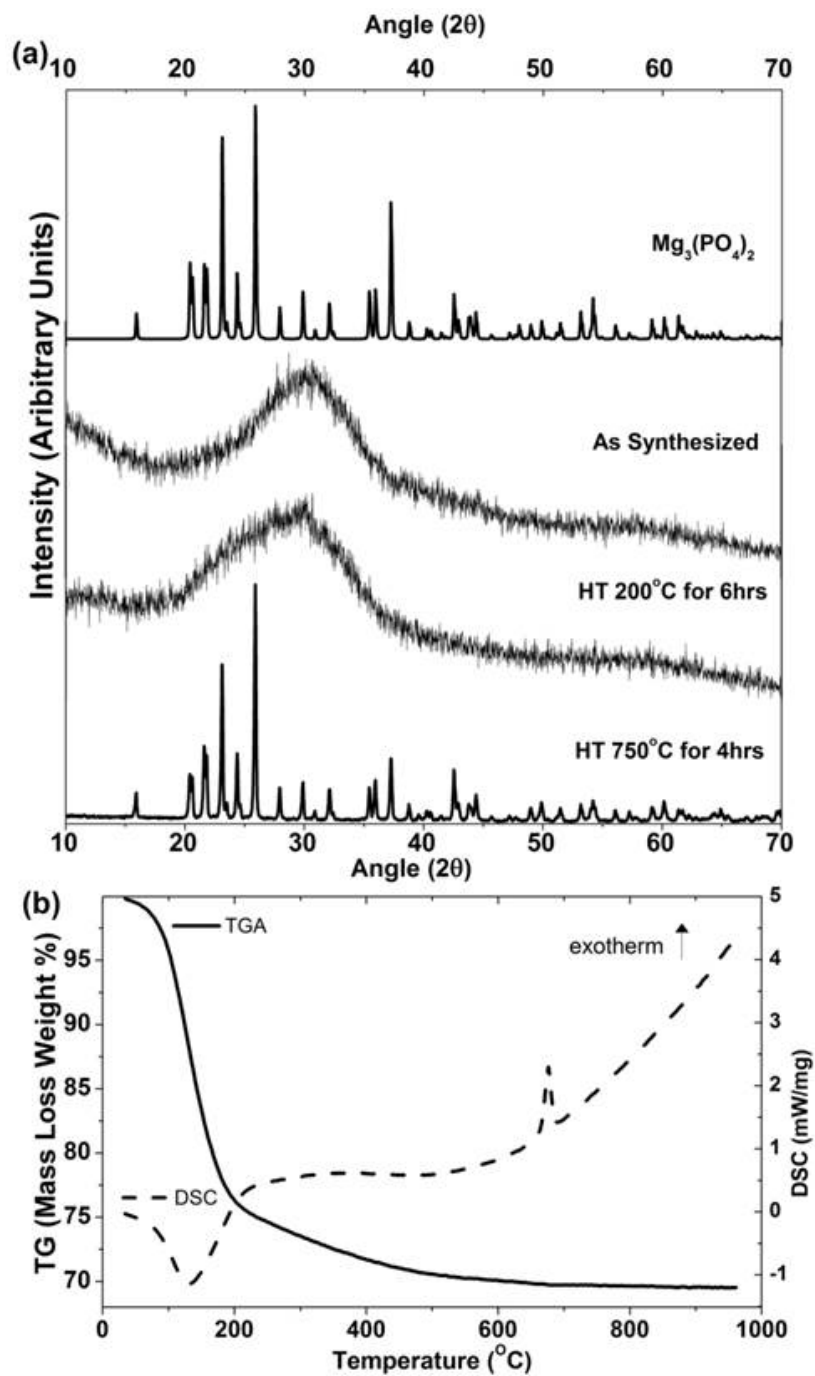 Angle (2θ)
(a)
10 20 30 40 50 60 70
Intensity (Aribitrary Units)
Mg₃(PO₄)₂
As Synthesized
HT 200°C for 6hrs
HT 750°C for 4hrs
10 20 30 40 50 60 70
Angle (2θ)
(b)
TG (Mass Loss Weight %)
95
90
85
80
75
70
TGA
exotherm
DSC
5
4
3
2
1
0
-1
DSC (mW/mg)
0 200 400 600 800 1000
Temperature (°C)